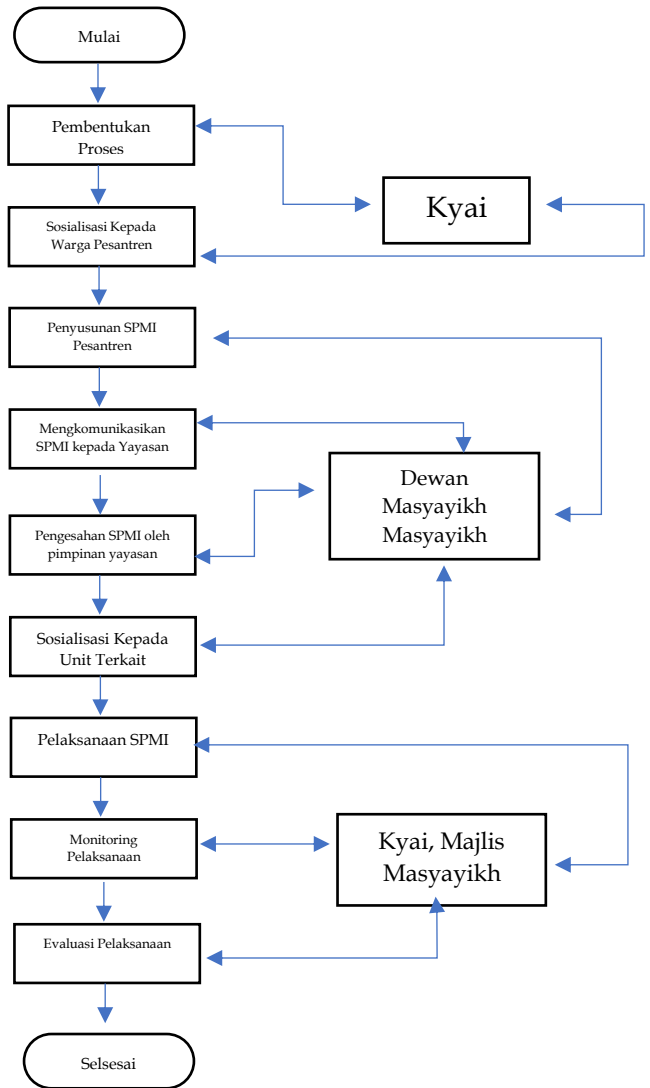 Mulai
Pembentukan
Proses
Kyai
Sosialisasi Kepada
Warga Pesantren
Penyusunan SPMI
Pesantren
Mengkomunikasikan
SPMI kepada Yayasan
Dewan
Masyayikh
Masyayikh
Pengesahan SPMI oleh
pimpinan yayasan
Sosialisasi Kepada
Unit Terkait
Pelaksanaan SPMI
Monitoring
Pelaksanaan
Kyai, Majlis
Masyayikh
Evaluasi Pelaksanaan
Selsesai